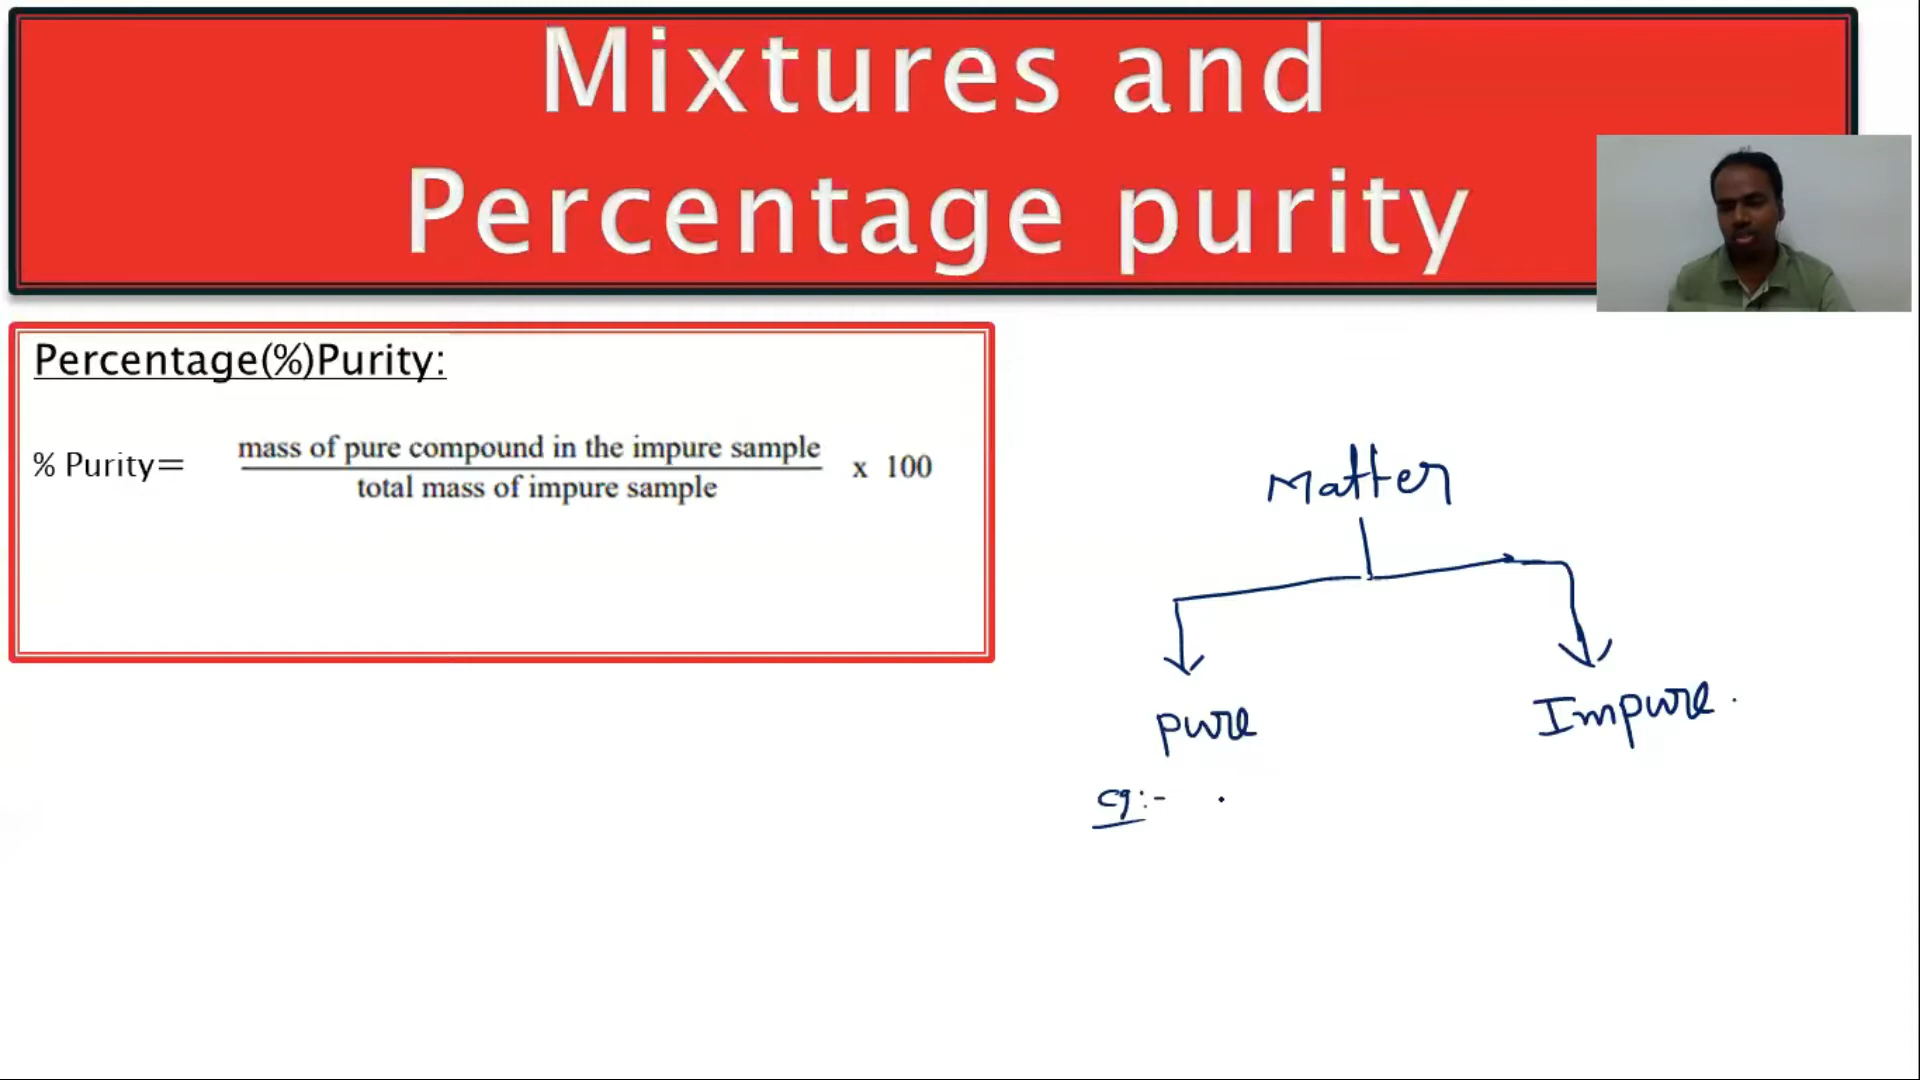 Mixtures and
Percentage purity
Percentage(%)Purity:
% Purity= mass of pure compound in the impure sample
total mass of impure sample x 100
Matter
pure
Impure.
eg:-